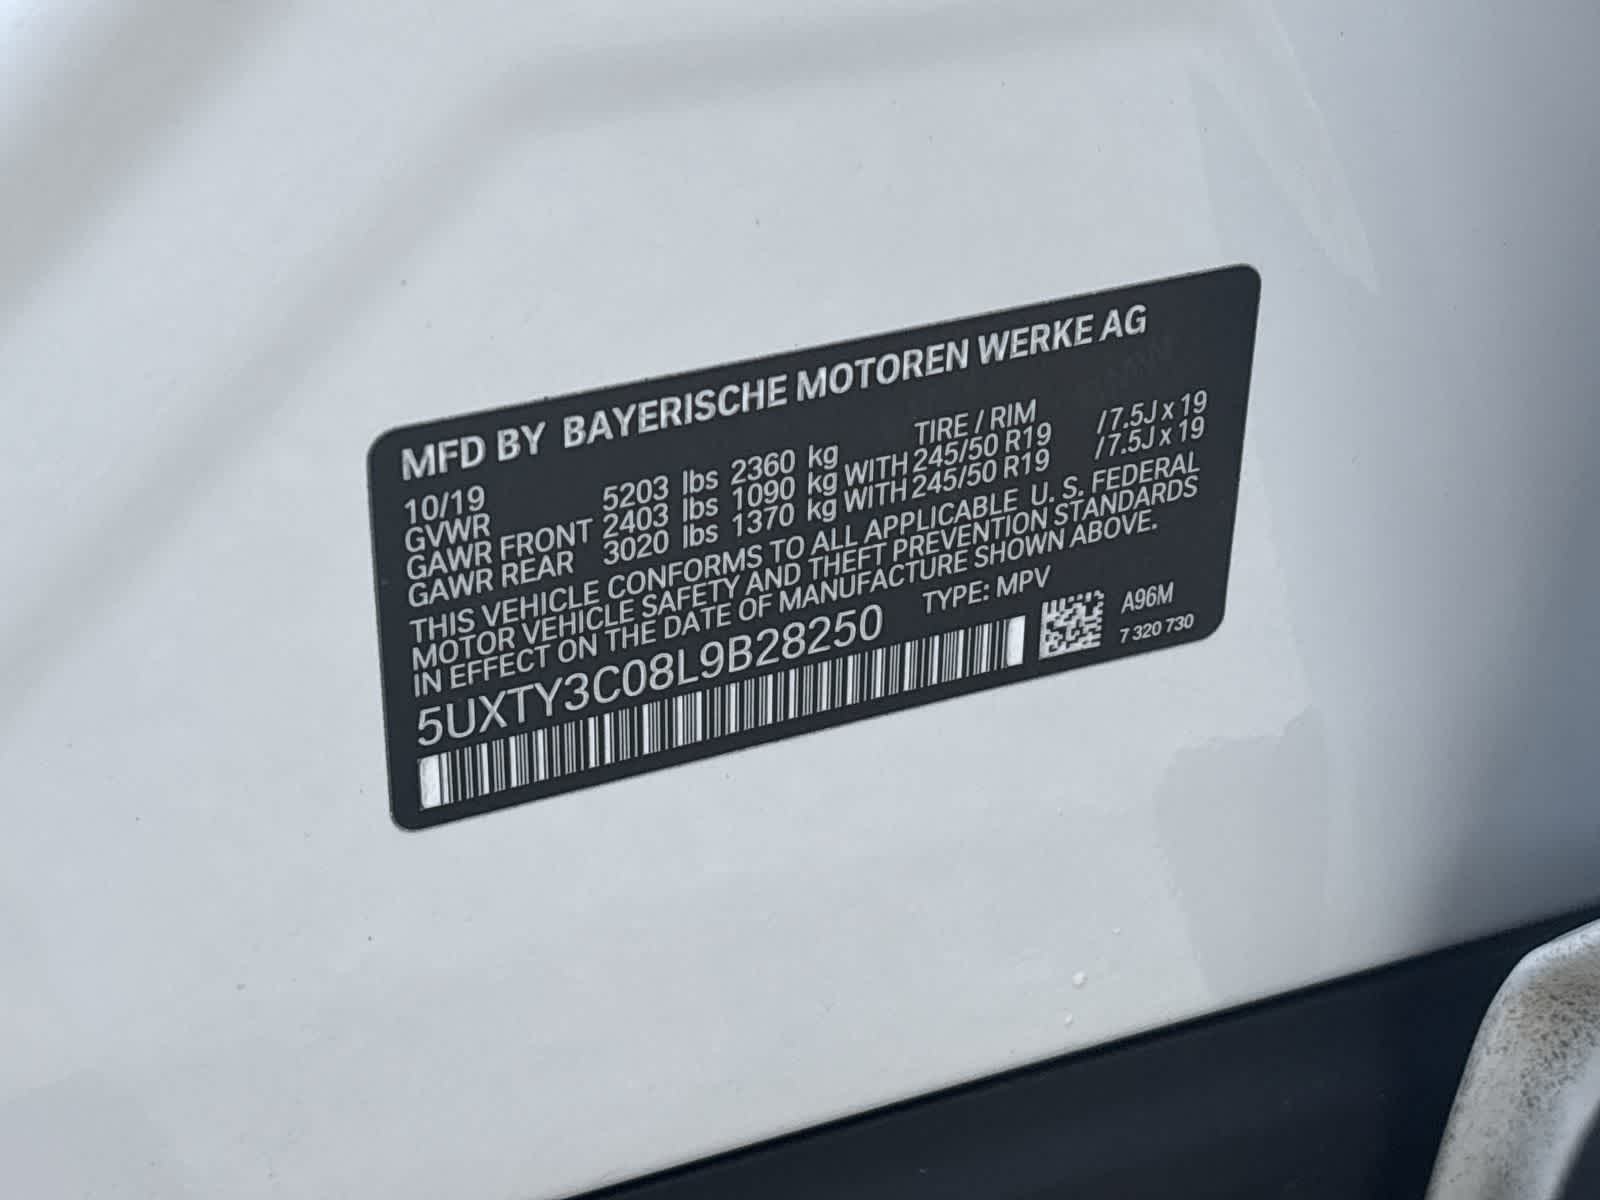 MFD BY BAYERISCHE MOTOREN WERKE AG
10/19 TIRE / RIM
GVWR 5203 lbs 2360 kg
GAWR FRONT 2403 lbs 1090 kg WITH 245/50 R19 /7.5J x 19
GAWR REAR 3020 lbs 1370 kg WITH 245/50 R19 /7.5J x 19
THIS VEHICLE CONFORMS TO ALL APPLICABLE U. S. FEDERAL
MOTOR VEHICLE SAFETY AND THEFT PREVENTION STANDARDS
IN EFFECT ON THE DATE OF MANUFACTURE SHOWN ABOVE.
5UXTY3C08L9B28250 TYPE: MPV
A96M
7 320 730